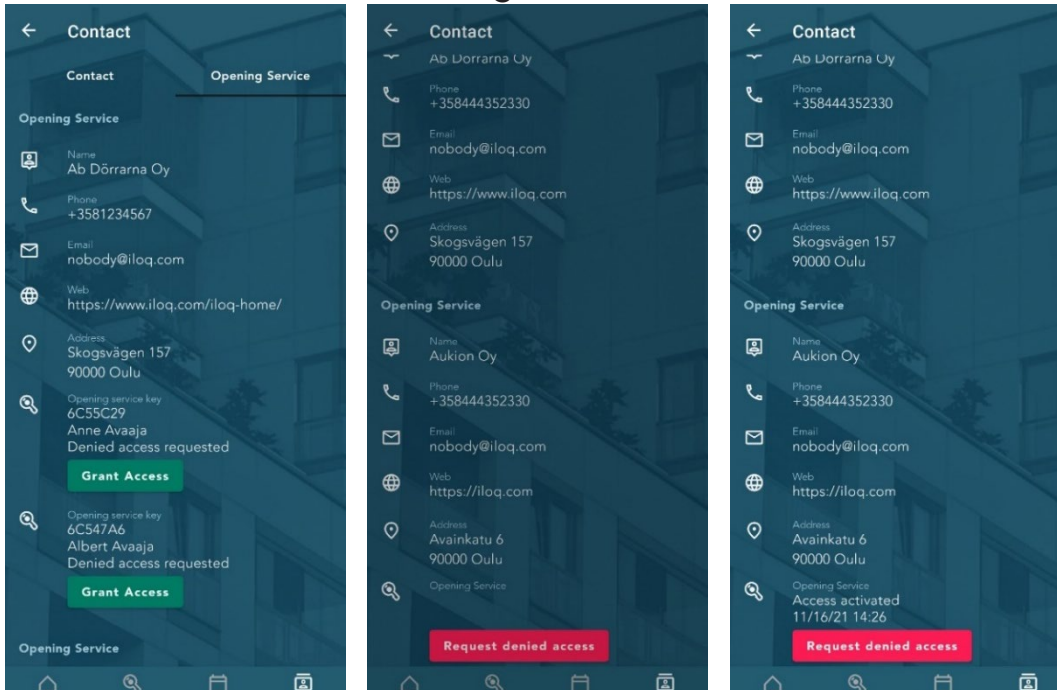 Contact
Contact
Opening Service
Opening Service
Name
Ab Dörrarna Oy
Phone
+3581234567
Email
nobody@iloq.com
Web
https://www.iloq.com/iloq-home/
Address
Skogsvägen 157
90000 Oulu
Opening service key
6C55C29
Anne Avaaja
Denied access requested
Grant Access
Opening service key
6C547A6
Albert Avaaja
Denied access requested
Grant Access
Opening Service
Contact
Ab Dörrarna Oy
Phone
+358444352330
Email
nobody@iloq.com
Web
https://www.iloq.com
Address
Skogsvägen 157
90000 Oulu
Opening Service
Name
Aukion Oy
Phone
+358444352330
Email
nobody@iloq.com
Web
https://iloq.com
Address
Avainkatu 6
90000 Oulu
Opening Service
Request denied access
Contact
Ab Dörrarna Oy
Phone
+358444352330
Email
nobody@iloq.com
Web
https://www.iloq.com
Address
Skogsvägen 157
90000 Oulu
Opening Service
Name
Aukion Oy
Phone
+358444352330
Email
nobody@iloq.com
Web
https://iloq.com
Address
Avainkatu 6
90000 Oulu
Opening Service
Access activated
11/16/21 14:26
Request denied access